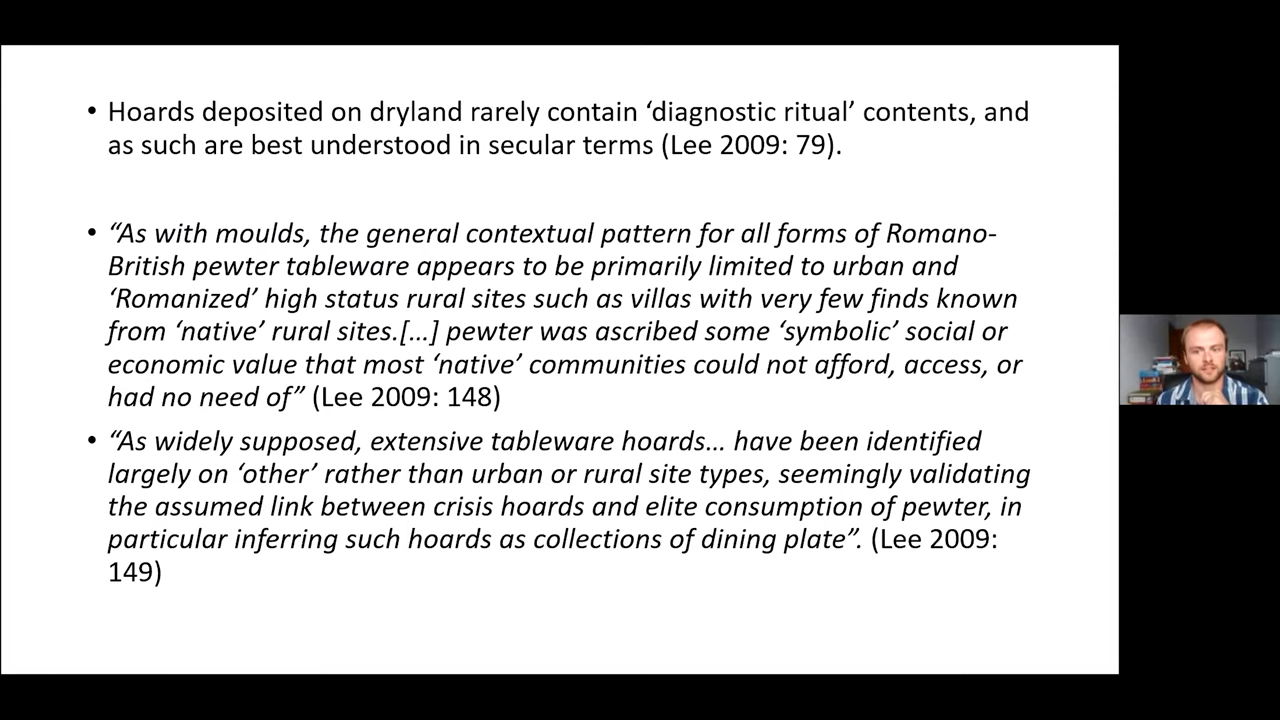 • Hoards deposited on dryland rarely contain ‘diagnostic ritual’ contents, and
as such are best understood in secular terms (Lee 2009: 79).
• “As with moulds, the general contextual pattern for all forms of Romano-
British pewter tableware appears to be primarily limited to urban and
‘Romanized’ high status rural sites such as villas with very few finds known
from ‘native’ rural sites.[…] pewter was ascribed some ‘symbolic’ social or
economic value that most ‘native’ communities could not afford, access, or
had no need of” (Lee 2009: 148)
• “As widely supposed, extensive tableware hoards… have been identified
largely on ‘other’ rather than urban or rural site types, seemingly validating
the assumed link between crisis hoards and elite consumption of pewter, in
particular inferring such hoards as collections of dining plate”. (Lee 2009:
149)